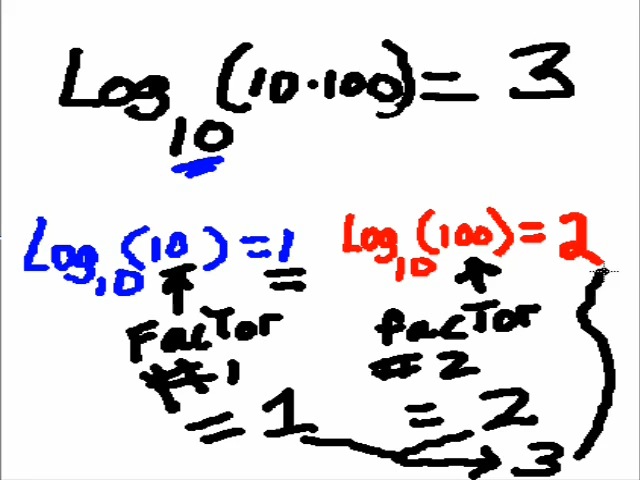 Log₁₀(10·100)=3
Log₁₀(10)=1 = Log₁₀(100)=2
FacTor facTor
#1 #2
=1 =2
3